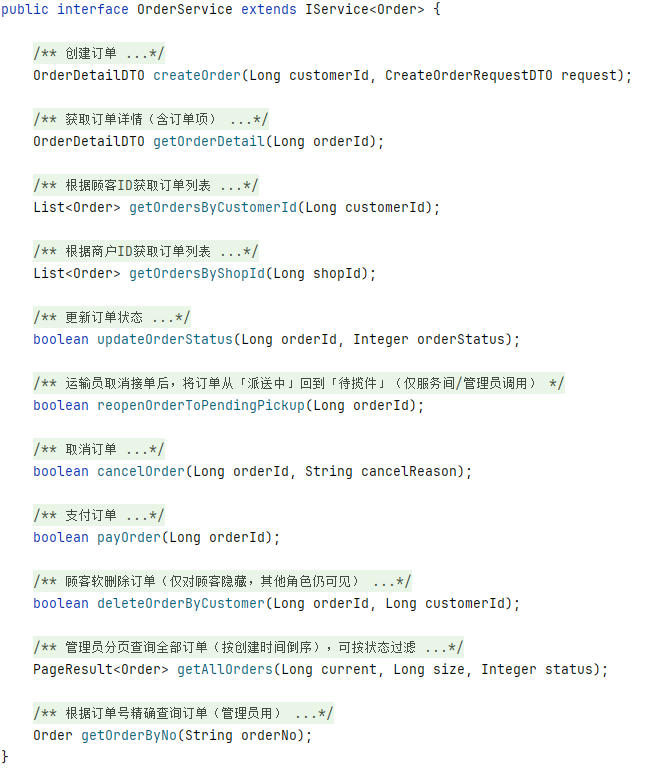 public interface OrderService extends IService<Order> {
/** 创建订单 ...*/
OrderDetailDTO createOrder(Long customerId, CreateOrderRequestDTO request);
/** 获取订单详情（含订单项） ...*/
OrderDetailDTO getOrderDetail(Long orderId);
/** 根据顾客ID获取订单列表 ...*/
List<Order> getOrdersByCustomerId(Long customerId);
/** 根据商户ID获取订单列表 ...*/
List<Order> getOrdersByShopId(Long shopId);
/** 更新订单状态 ...*/
boolean updateOrderStatus(Long orderId, Integer orderStatus);
/** 运输员取消接单后，将订单从「派送中」回到「待揽件」（仅服务间/管理员调用） */
boolean reopenOrderToPendingPickup(Long orderId);
/** 取消订单 ...*/
boolean cancelOrder(Long orderId, String cancelReason);
/** 支付订单 ...*/
boolean payOrder(Long orderId);
/** 顾客软删除订单（仅对顾客隐藏，其他角色仍可见） ...*/
boolean deleteOrderByCustomer(Long orderId, Long customerId);
/** 管理员分页查询全部订单（按创建时间倒序），可按状态过滤 ...*/
PageResult<Order> getAllOrders(Long current, Long size, Integer status);
/** 根据订单号精确查询订单（管理员用） ...*/
Order getOrderByNo(String orderNo);
}